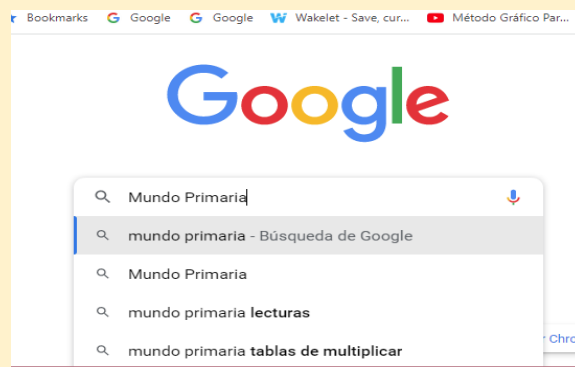 Bookmarks Google Google Wakelet - Save, cur... Método Gráfico Par...
Google
Mundo Primaria
mundo primaria - Búsqueda de Google
Mundo Primaria
mundo primaria lecturas
mundo primaria tablas de multiplicar